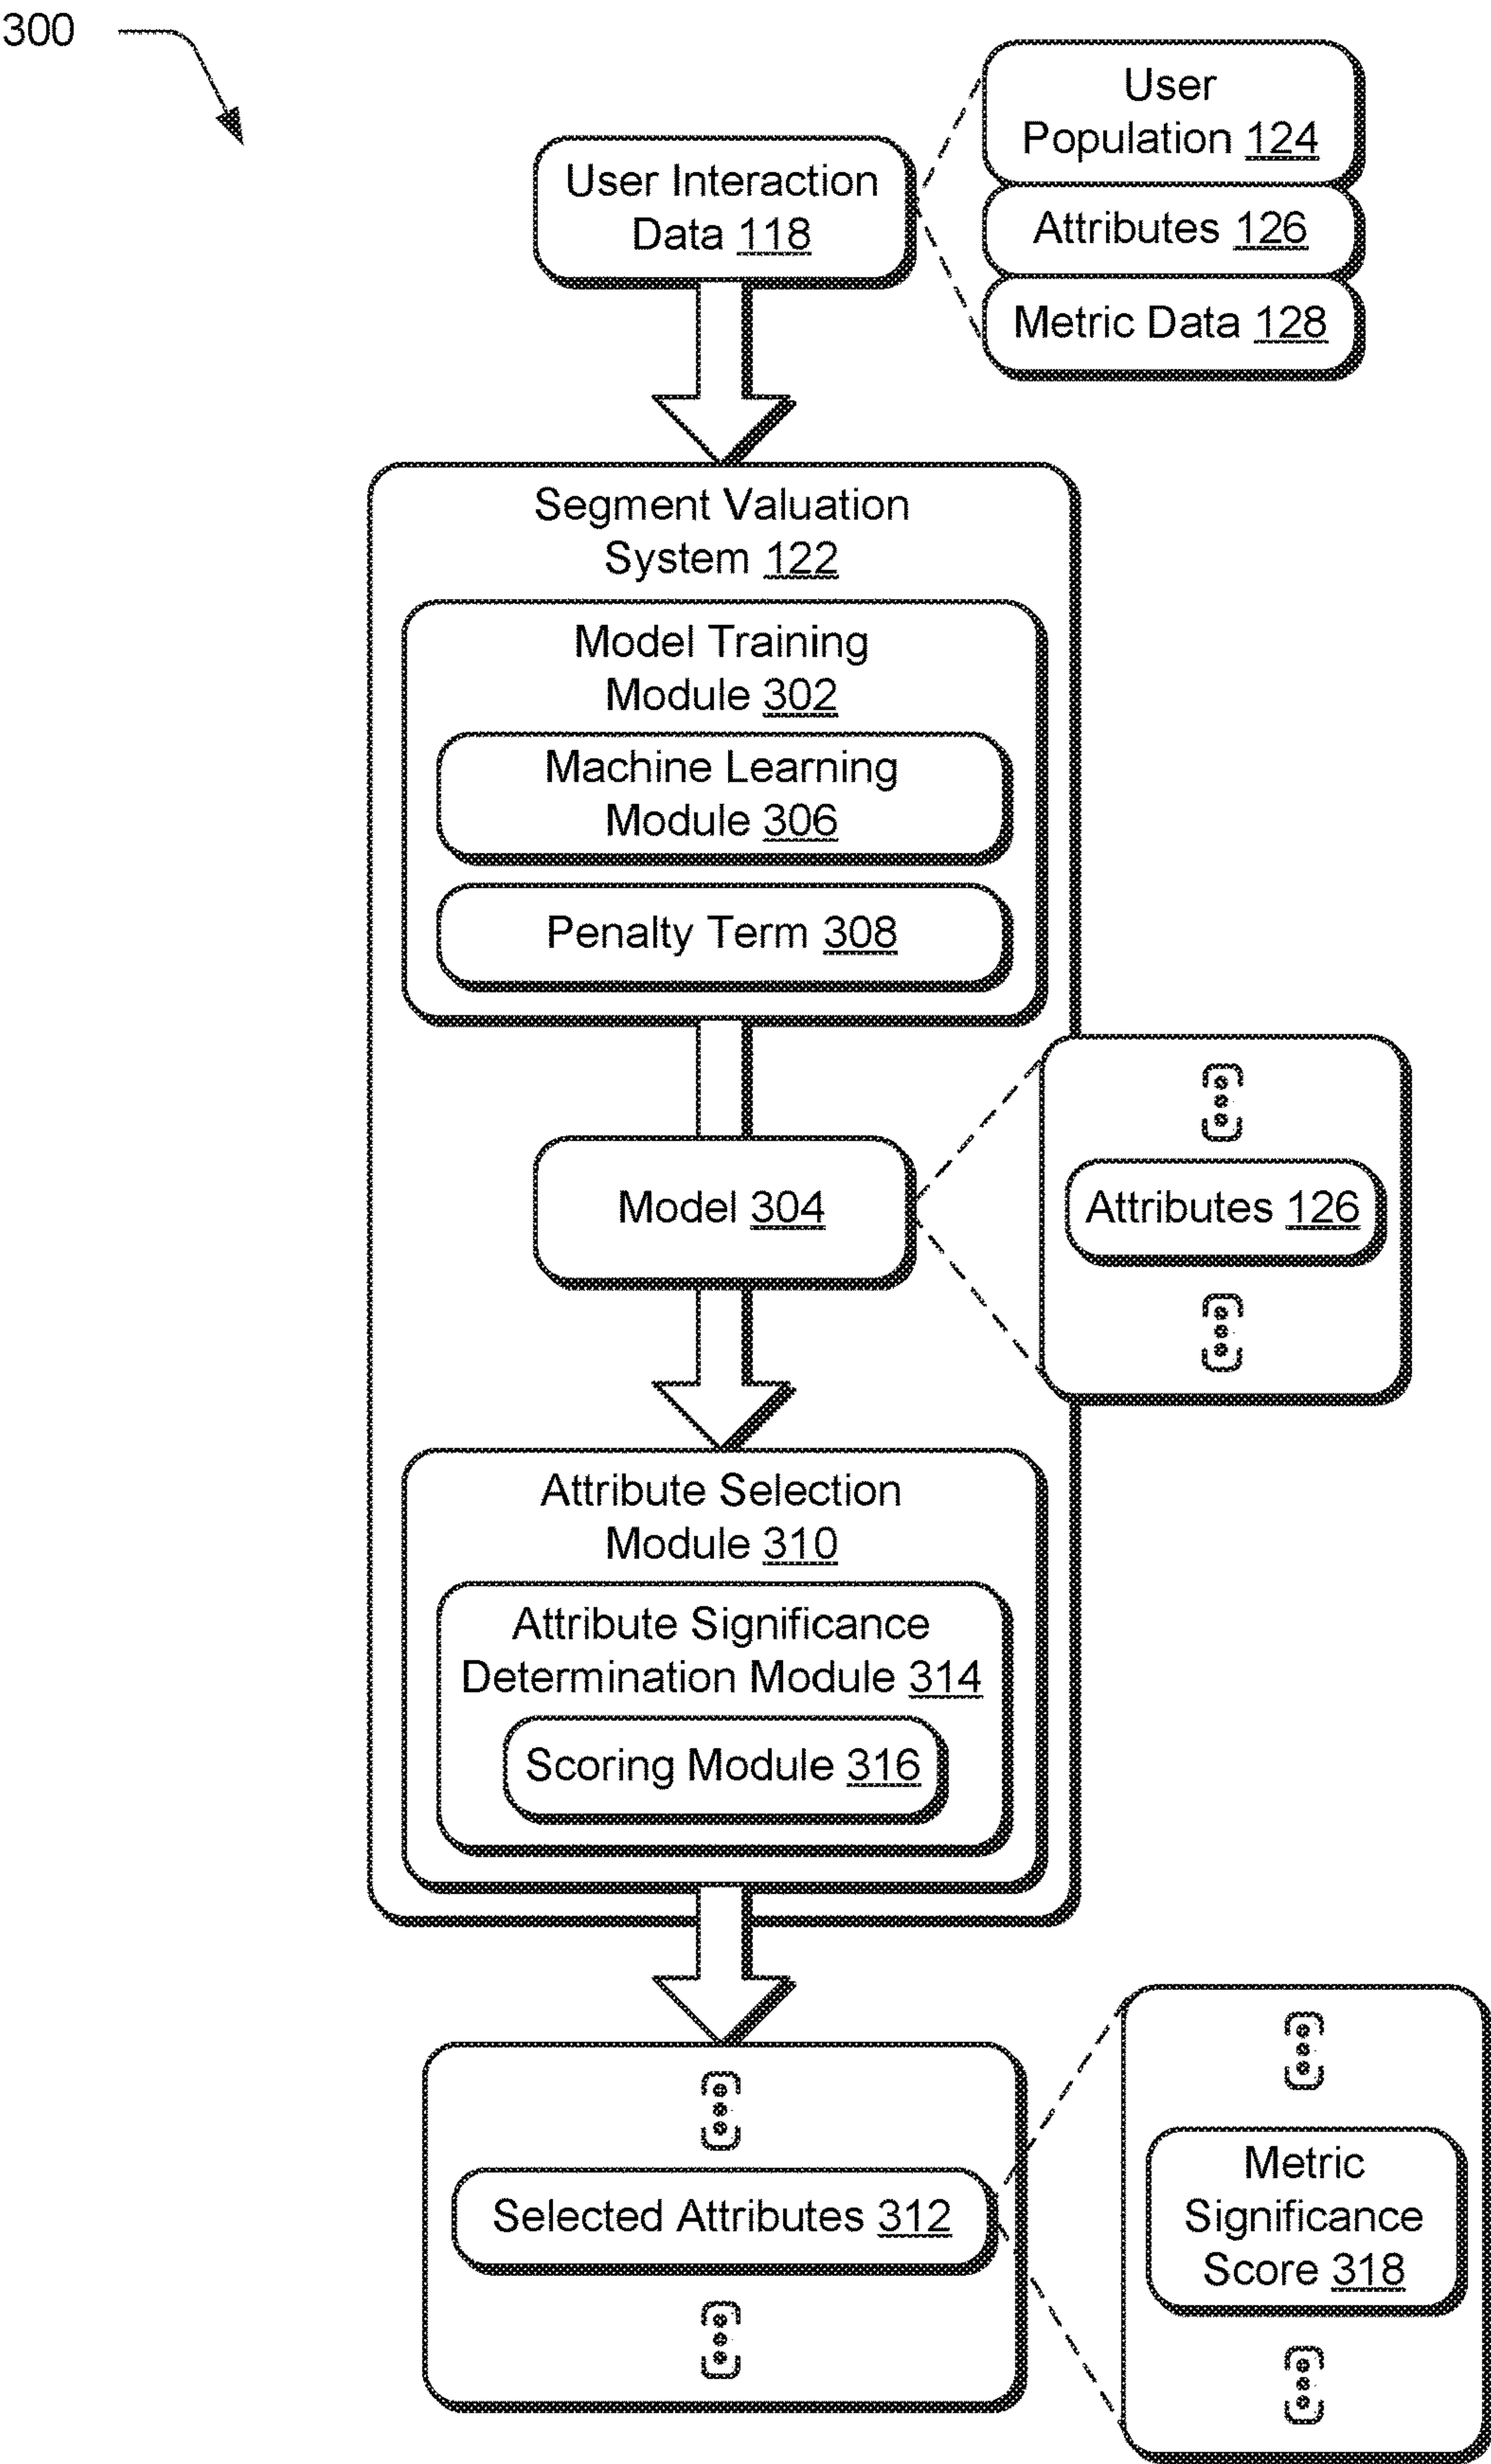 300
User Interaction
Data 118
User
Population 124
Attributes 126
Metric Data 128
Segment Valuation
System 122
Model Training
Module 302
Machine Learning
Module 306
Penalty Term 308
Model 304
Attributes 126
Attribute Selection
Module 310
Attribute Significance
Determination Module 314
Scoring Module 316
Selected Attributes 312
Metric
Significance
Score 318